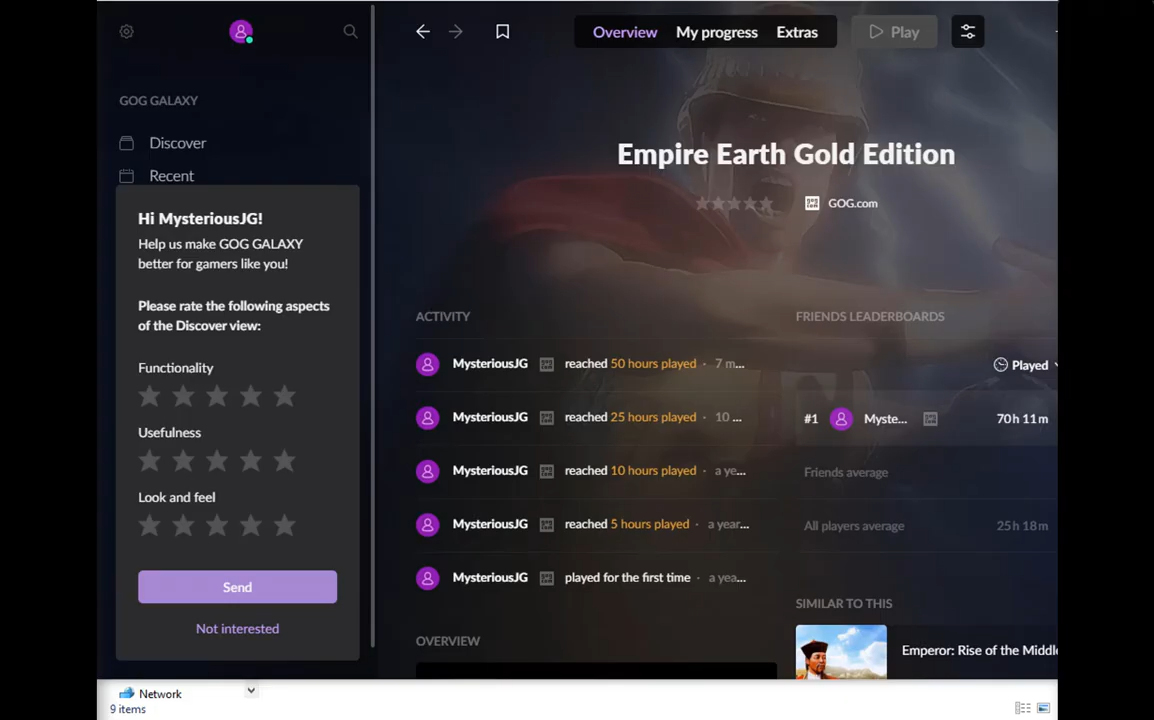 Overview
My progress
Extras
Play
GOG GALAXY
Discover
Recent
Hi MysteriousJG!
Help us make GOG GALAXY
better for gamers like you!
Please rate the following aspects
of the Discover view:
Functionality
Usefulness
Look and feel
Send
Not interested
Empire Earth Gold Edition
GOG.com
ACTIVITY
MysteriousJG reached 50 hours played · 7 m...
MysteriousJG reached 25 hours played · 10 ...
MysteriousJG reached 10 hours played · a ye...
MysteriousJG reached 5 hours played · a year...
MysteriousJG played for the first time · a yea...
OVERVIEW
FRIENDS LEADERBOARDS
Played
#1 Myste... 70h 11m
Friends average
All players average 25h 18m
SIMILAR TO THIS
Emperor: Rise of the Middle
Network
9 items